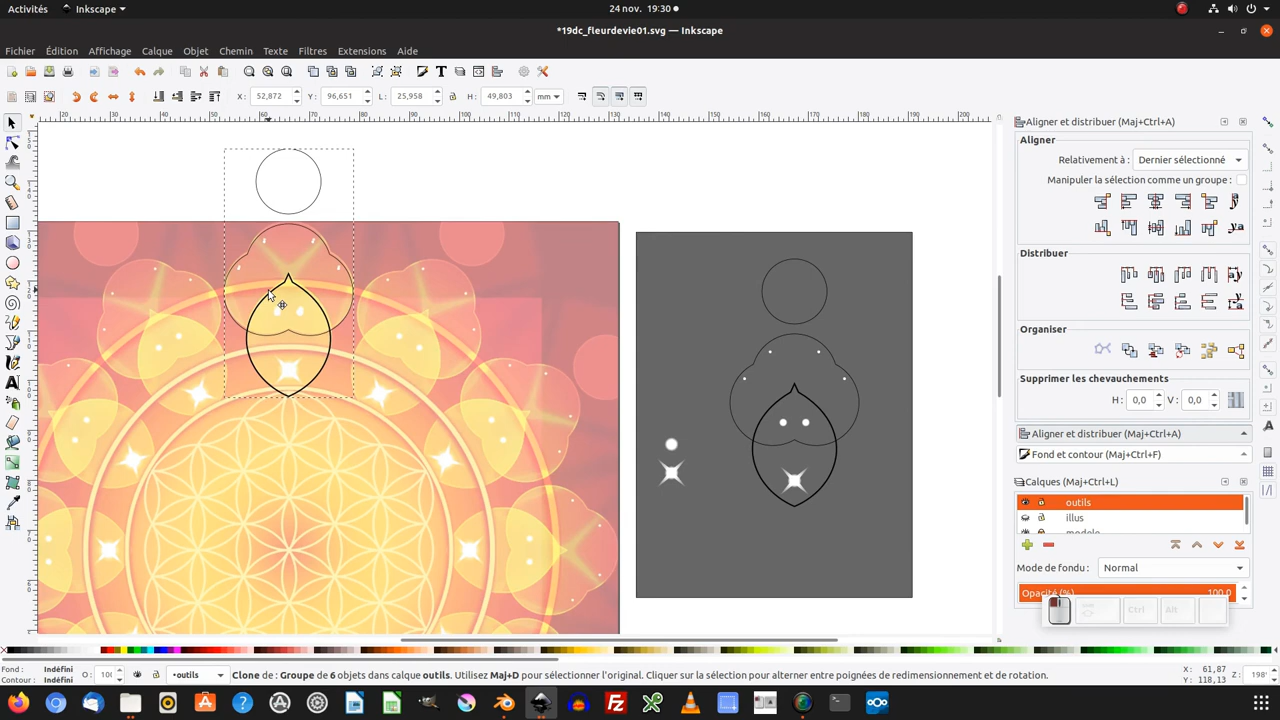 Activités
Inkscape
24 nov. 19:30
*19dc_fleurdevie01.svg — Inkscape
Fichier Édition Affichage Calque Objet Chemin Texte Filtres Extensions Aide
X : 52,872 Y : 96,651 L : 25,958 H : 49,803 mm
Aligner et distribuer (Maj+Ctrl+A)
Aligner
Relativement à : Dernier sélectionné
Manipuler la sélection comme un groupe :
Distribuer
Organiser
Supprimer les chevauchements
H : 0,0 V : 0,0
Aligner et distribuer (Maj+Ctrl+A)
Fond et contour (Maj+Ctrl+F)
Calques (Maj+Ctrl+L)
outils
illus
modele
Mode de fondu : Normal
Opacité (%) 100,0
Ctrl Alt
Fond : Indéfini
Contour : Indéfini
O :
•outils
Clone de : Groupe de 6 objets dans calque outils. Utilisez Maj+D pour sélectionner l'original. Cliquer sur la sélection pour alterner entre poignées de redimensionnement et de rotation.
X : 61,87
Y : 118,13
Z :